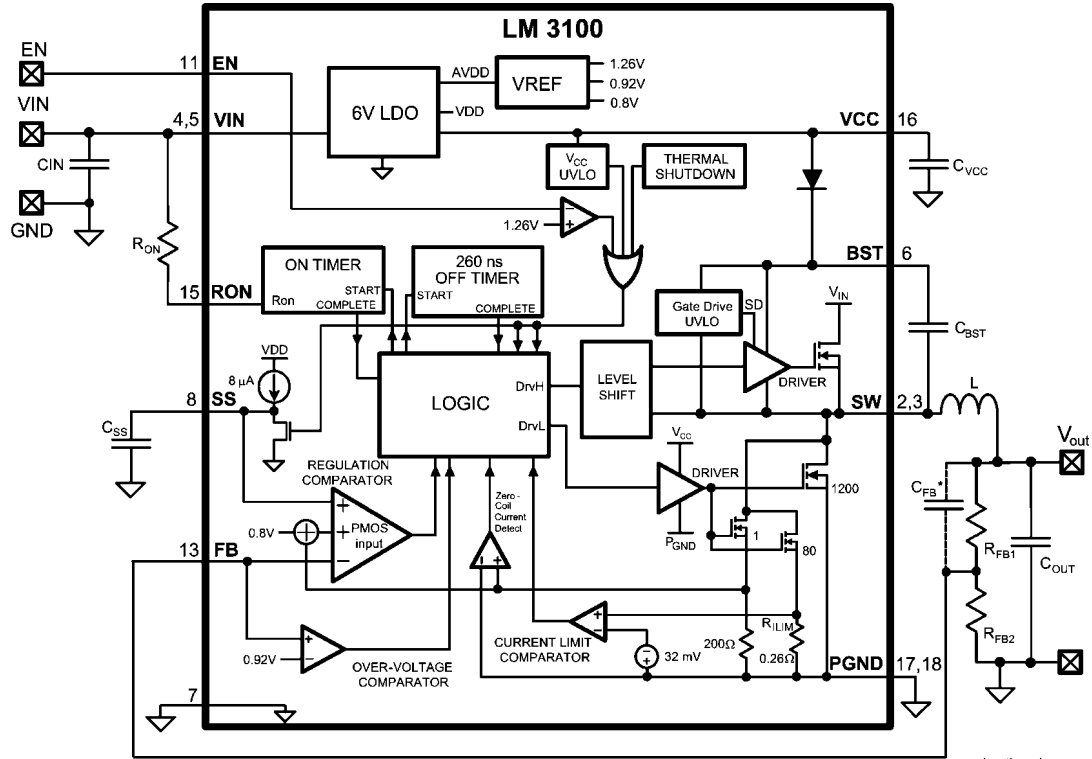 LM 3100
EN
11 EN
VIN
4,5 VIN
CIN
GND
RON
15 RON
6V LDO
AVDD
VDD
VREF
1.26V
0.92V
0.8V
VCC 16
CVCC
VCC
UVLO
THERMAL
SHUTDOWN
1.26V
ON TIMER
START
Ron COMPLETE
260 ns
OFF TIMER
START
COMPLETE
BST 6
Gate Drive
UVLO
SD
VIN
CBST
DRIVER
VDD
8 µA
8 SS
CSS
LOGIC
DrvH
DrvL
LEVEL
SHIFT
SW 2,3
L
Vout
VCC
DRIVER
PGND
1200
1
80
CFB*
RFB1
COUT
RFB2
REGULATION
COMPARATOR
PMOS
input
0.8V
13 FB
Zero -
Coil
Current
Detect
0.92V
OVER-VOLTAGE
COMPARATOR
CURRENT LIMIT
COMPARATOR
32 mV
200Ω
RILIM
0.26Ω
PGND 17,18
7